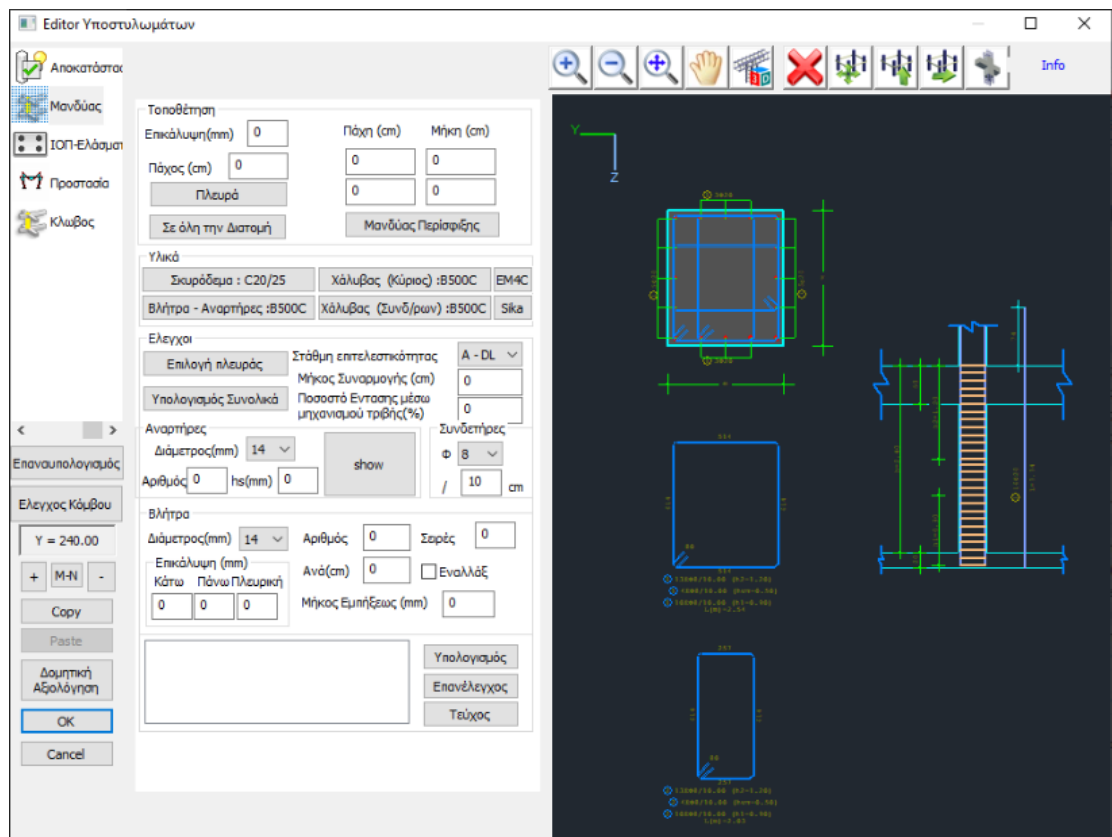 Editor Υποστυλωμάτων
Αποκατάστασ
Μανδύας
ΙΟΠ-Ελάσματ
Προστασία
Κλωβος
Info
Τοποθέτηση
Επικάλυψη(mm) 0
Πάχος (cm) 0
Πλευρά
Σε όλη την Διατομή
Πάχη (cm) Μήκη (cm)
0 0
0 0
Μανδύας Περίσφιξης
Υλικά
Σκυρόδεμα : C20/25 Χάλυβας (Κύριος) :B500C EM4C
Βλήτρα - Αναρτήρες :B500C Χάλυβας (Συνδ/ρων) :B500C Sika
Ελεγχοι
Επιλογή πλευράς
Υπολογισμός Συνολικά
Στάθμη επιτελεστικότητας A - DL
Μήκος Συναρμογής (cm) 0
Ποσοστό Εντασης μέσω
μηχανισμού τριβής(%) 0
Αναρτήρες
Διάμετρος(mm) 14
Αριθμός 0 hs(mm) 0
show
Συνδετήρες
Φ 8
/ 10 cm
Βλήτρα
Διάμετρος(mm) 14 Αριθμός 0 Σειρές 0
Επικάλυψη (mm)
Κάτω Πάνω Πλευρική
0 0 0
Ανά(cm) 0 Εναλλάξ
Μήκος Εμπήξεως (mm) 0
Υπολογισμός
Επανέλεγχος
Τεύχος
Επαναυπολογισμός
Ελεγχος Κόμβου
Y = 240.00
+ M-N -
Copy
Paste
Δομητική
Αξιολόγηση
OK
Cancel
Y
Z